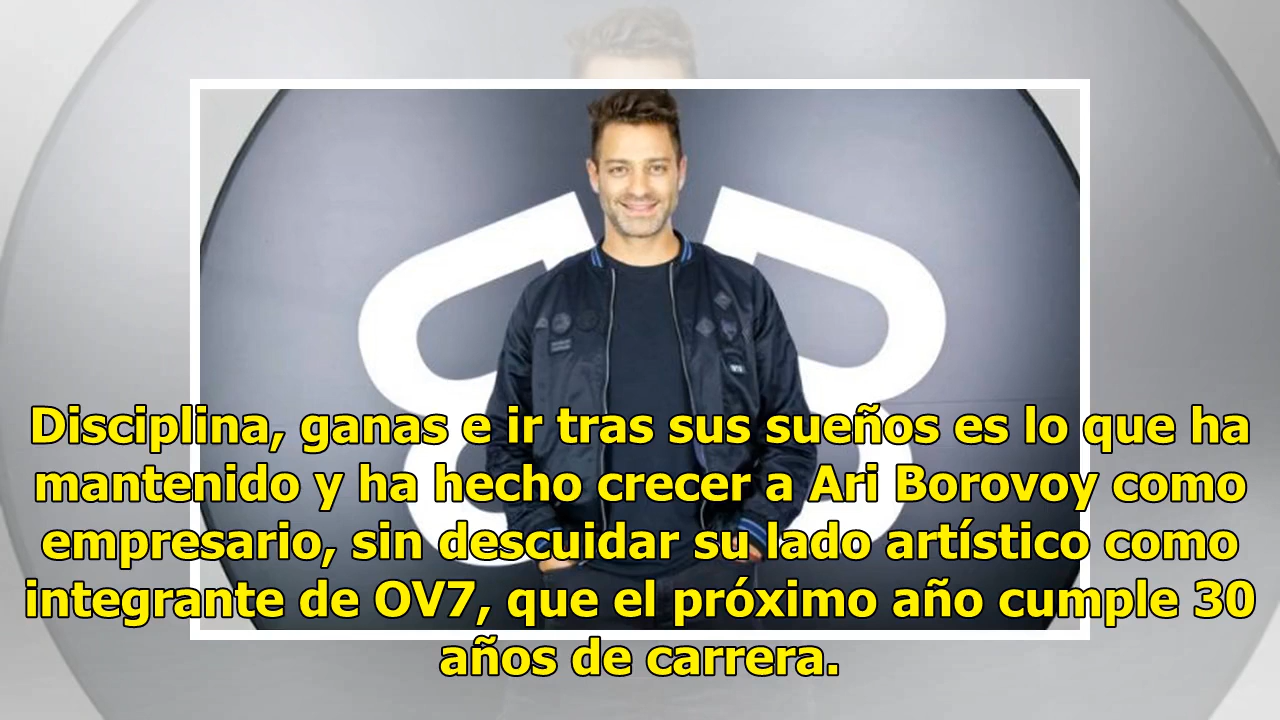 Disciplina, ganas e ir tras sus sueños es lo que ha
mantenido y ha hecho crecer a Ari Borovoy como
empresario, sin descuidar su lado artístico como
integrante de OV7, que el próximo año cumple 30
años de carrera.